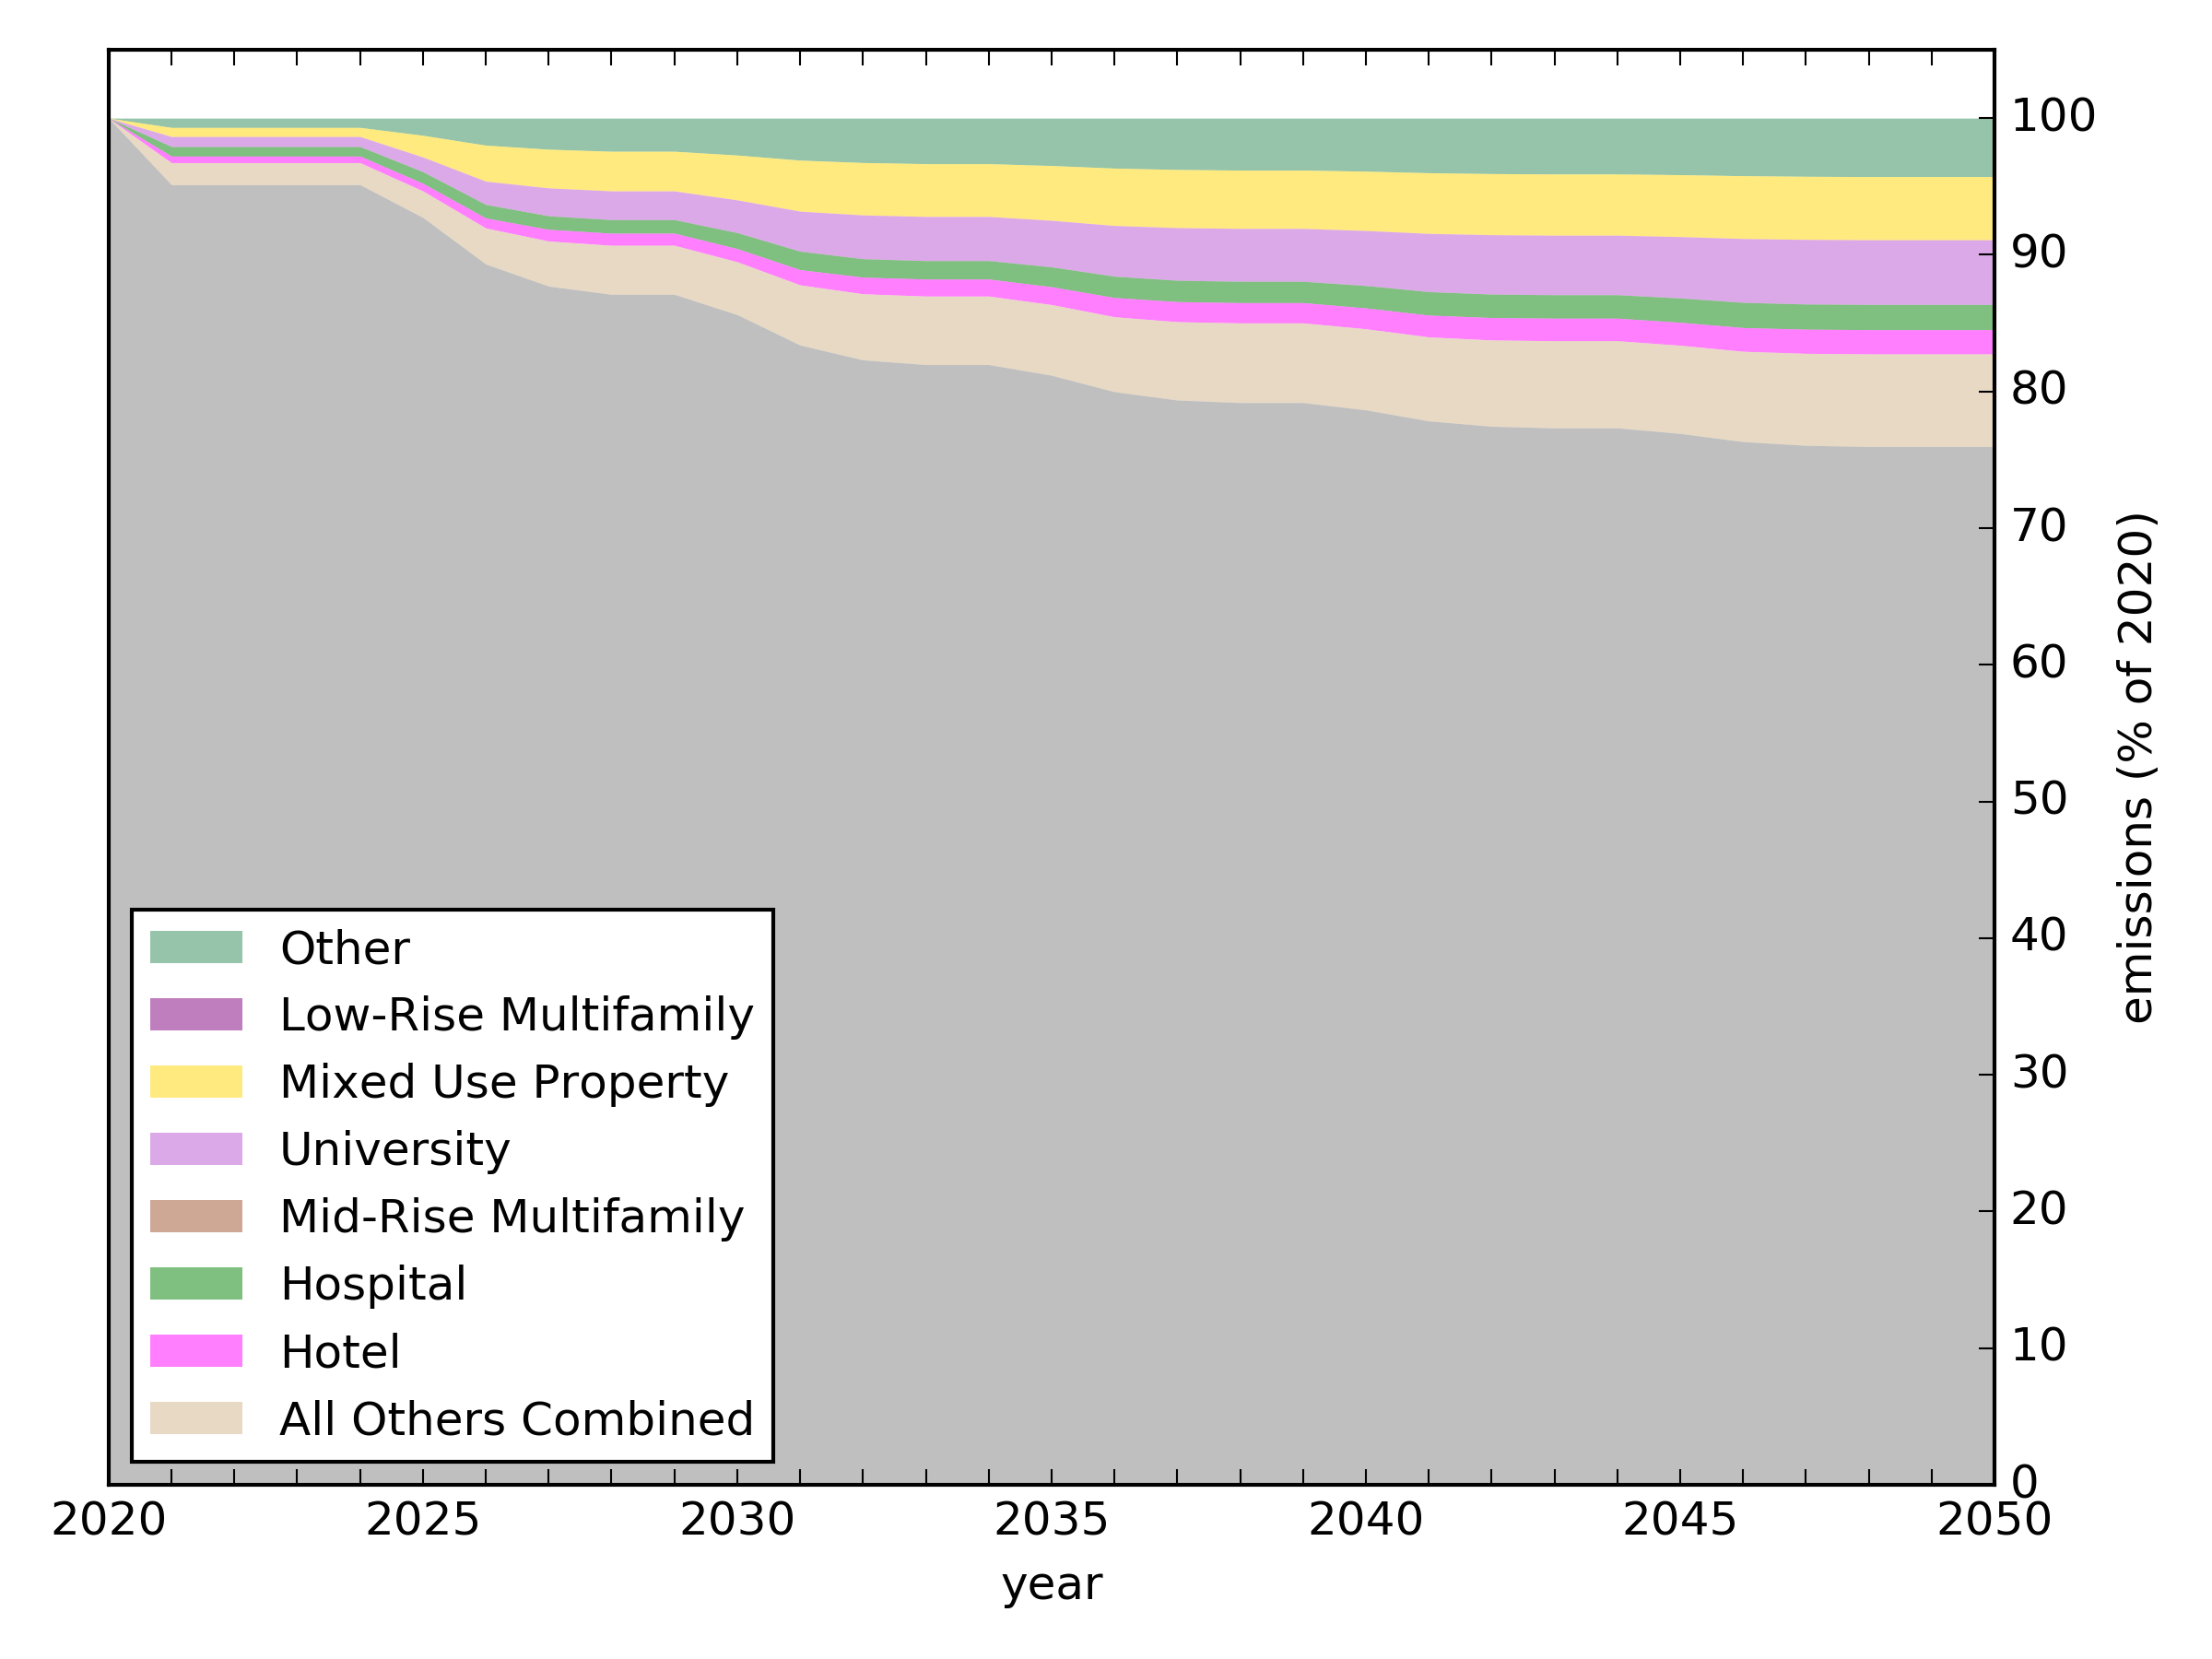 100
90
80
70
60
50
40
30
20
10
0
emissions (% of 2020)
Other
Low-Rise Multifamily
Mixed Use Property
University
Mid-Rise Multifamily
Hospital
Hotel
All Others Combined
2020 2025 2030 2035 2040 2045 2050
year